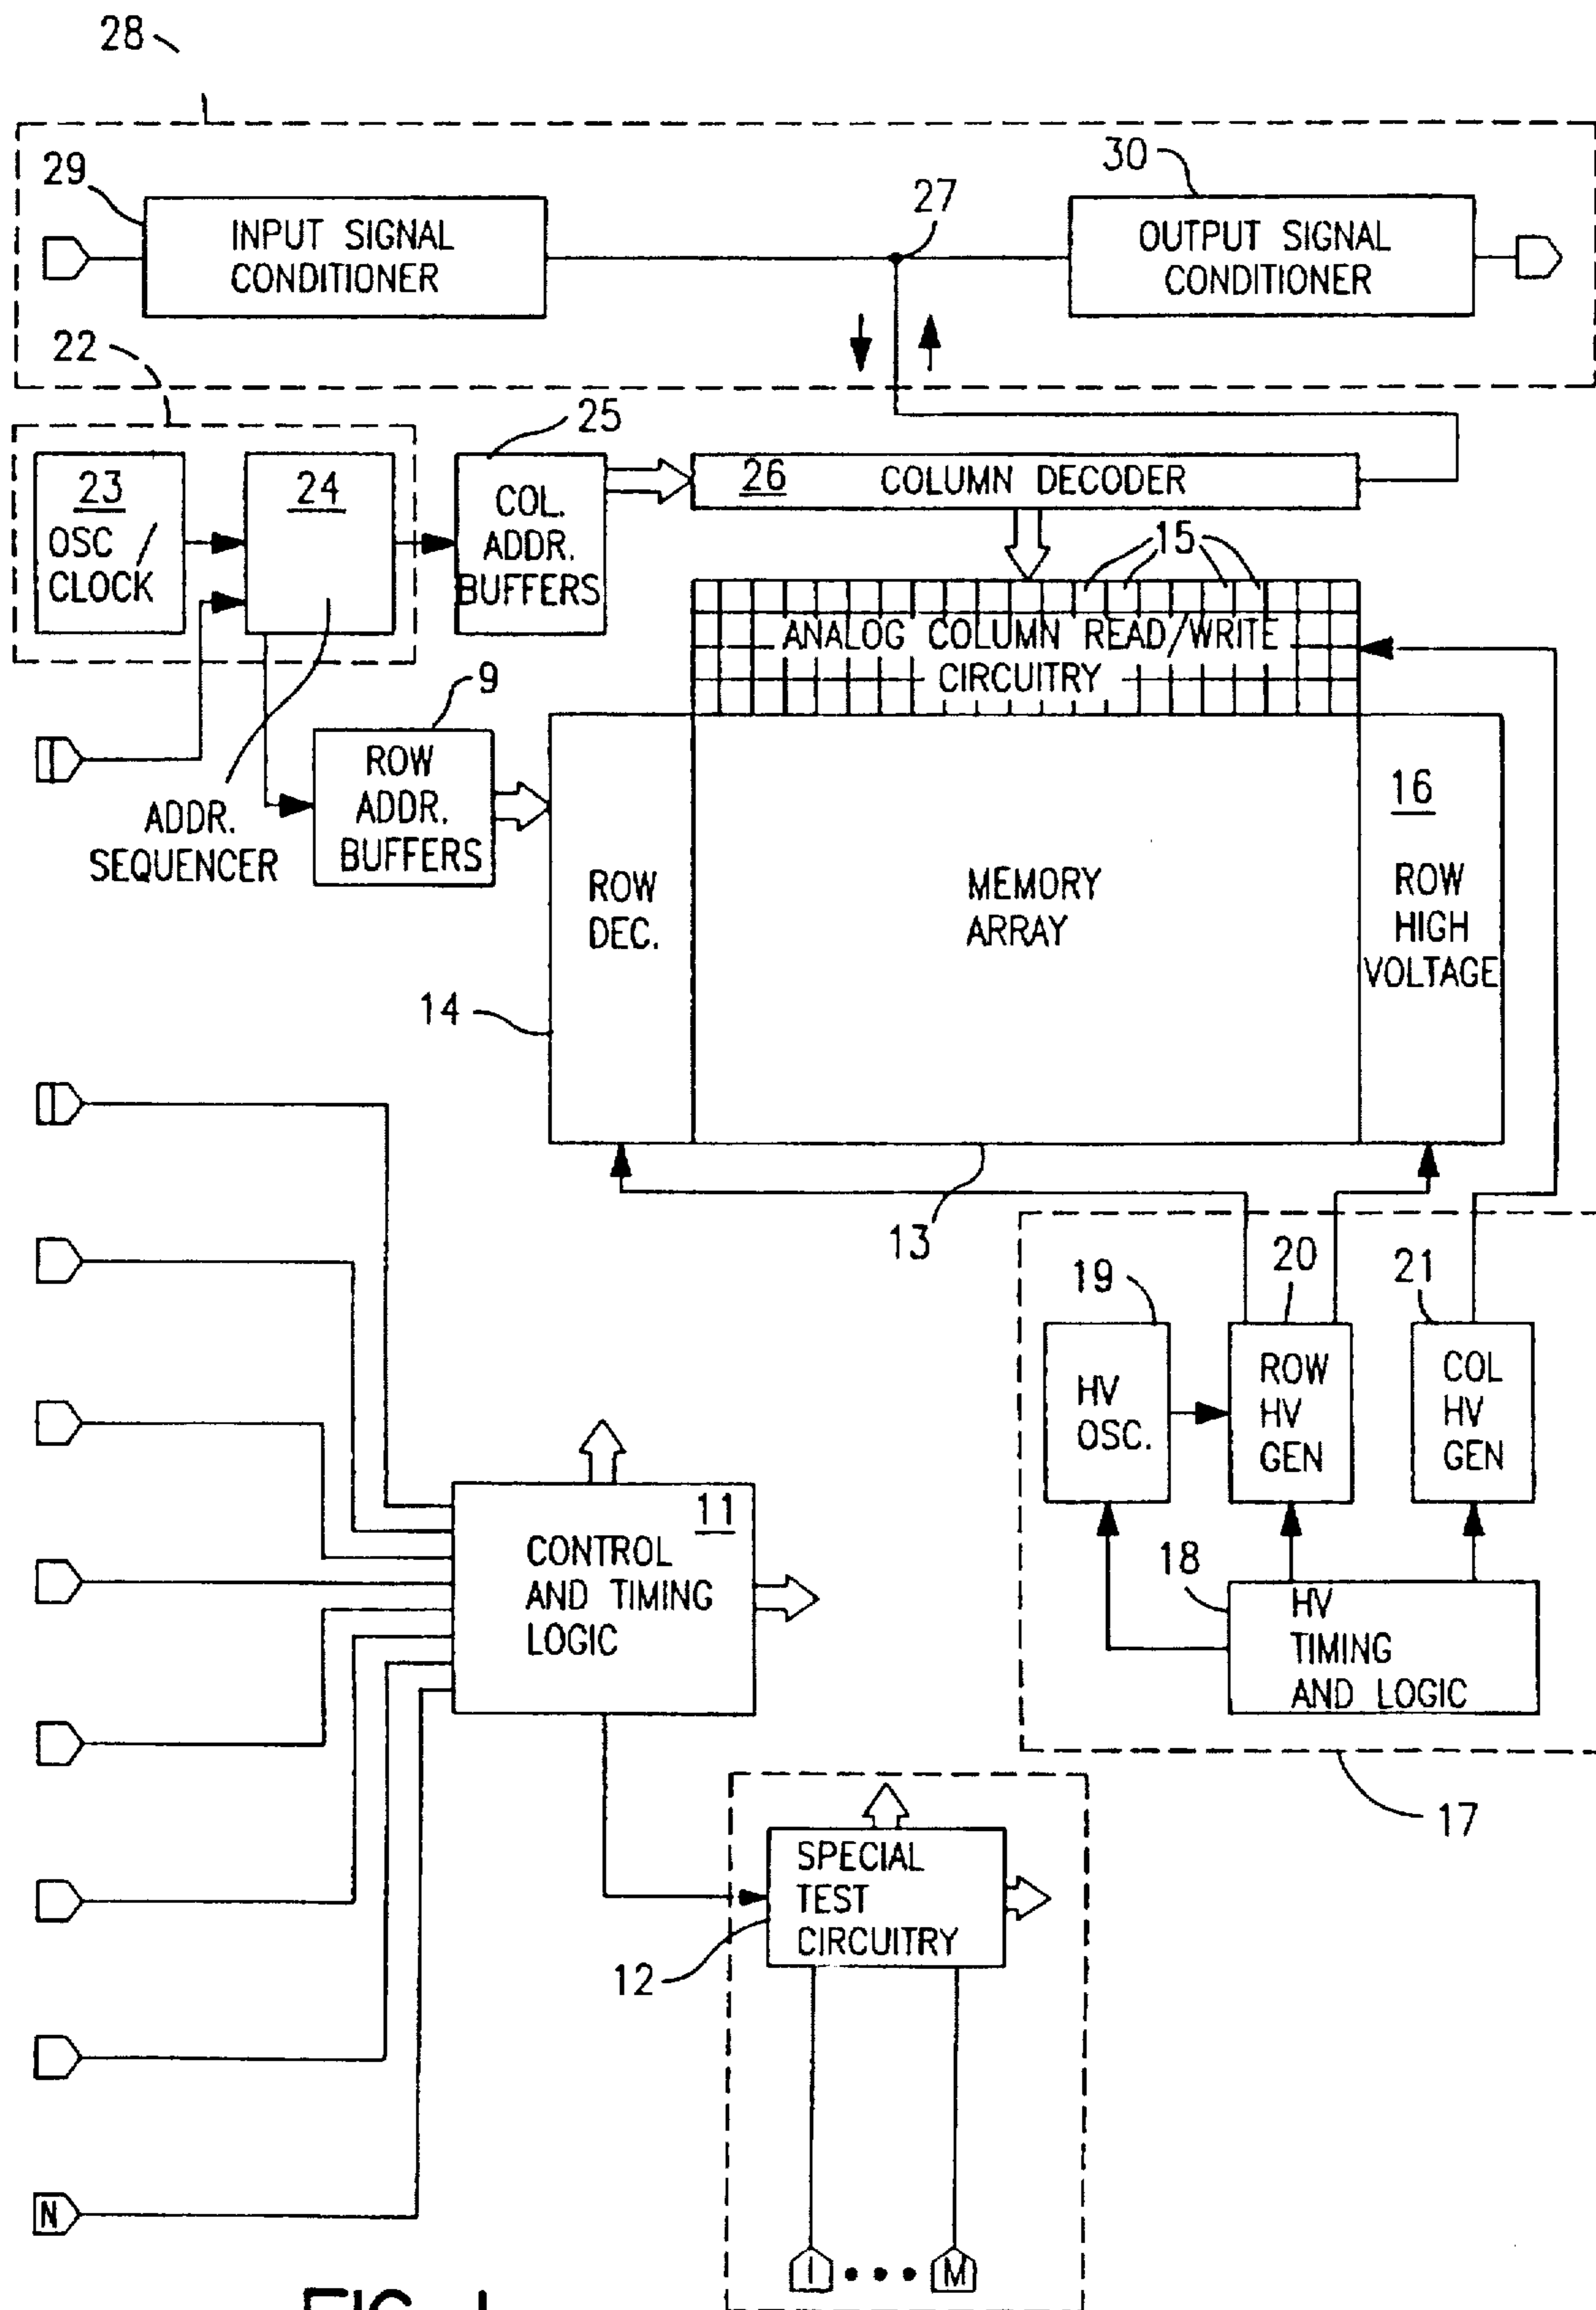 28
29
INPUT SIGNAL
CONDITIONER
27
30
OUTPUT SIGNAL
CONDITIONER
22
23
OSC /
CLOCK
24
25
COL.
ADDR.
BUFFERS
26 COLUMN DECODER
15
ANALOG COLUMN READ/WRITE
CIRCUITRY
ADDR.
SEQUENCER
9
ROW
ADDR.
BUFFERS
ROW
DEC.
14
MEMORY
ARRAY
16
ROW
HIGH
VOLTAGE
13
19
HV
OSC.
20
ROW
HV
GEN
21
COL
HV
GEN
18
HV
TIMING
AND LOGIC
17
11
CONTROL
AND TIMING
LOGIC
12
SPECIAL
TEST
CIRCUITRY
N
I • • • M